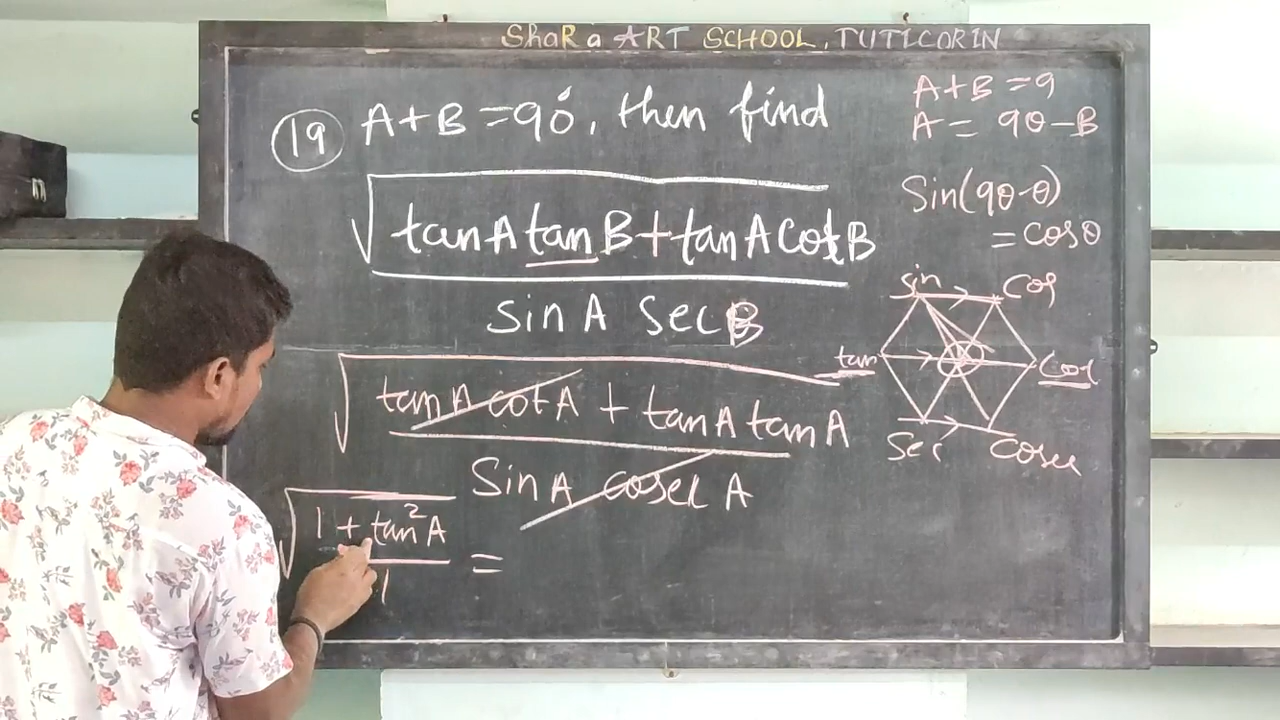 ShaRa ART SCHOOL, TUTICORIN
19 A+B=90°, then find
√ tanA tanB + tanA CotB
sinA SecB
√ tanA cotA + tanA tanA
SinA cosecA
√ 1+tan²A
1
=
A+B=9
A = 90-B
Sin(90-θ)
= cosθ
sin Cos
tan Cot
Sec Cosec